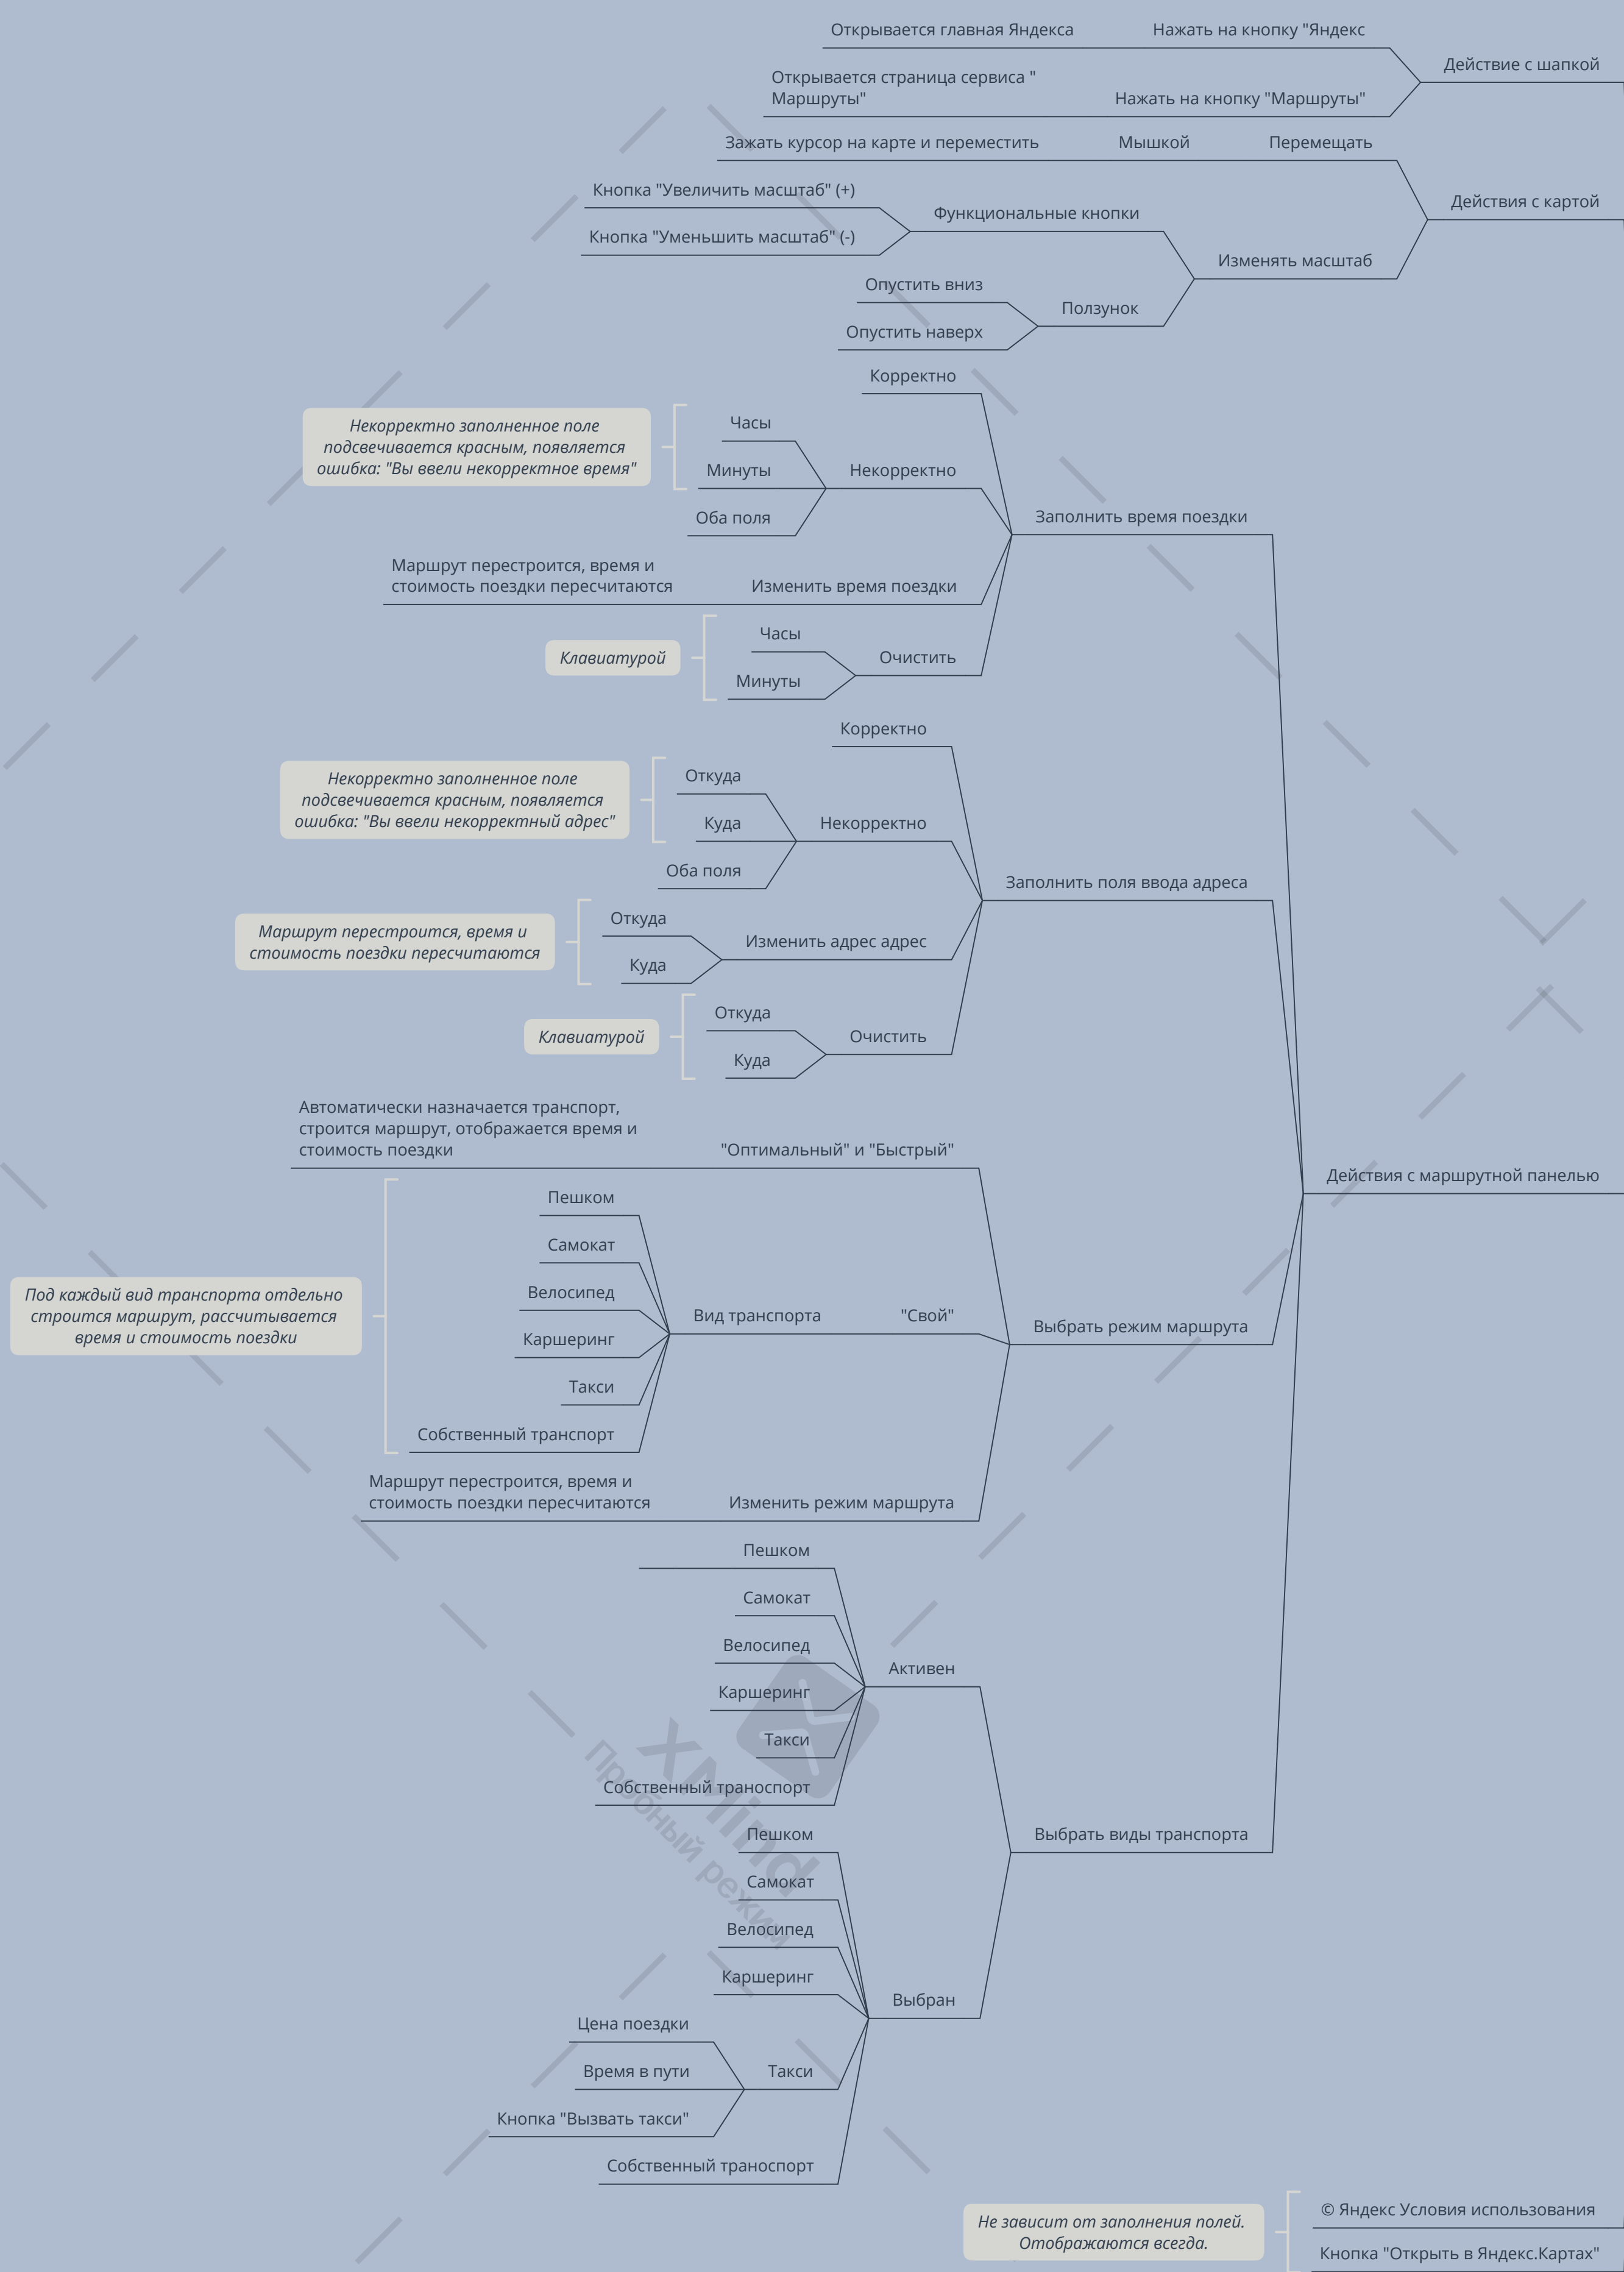 Открывается главная Яндекса
Нажать на кнопку "Яндекс
Действие с шапкой
Открывается страница сервиса "
Маршруты"
Нажать на кнопку "Маршруты"
Зажать курсор на карте и переместить
Мышкой
Перемещать
Действия с картой
Кнопка "Увеличить масштаб" (+)
Функциональные кнопки
Кнопка "Уменьшить масштаб" (-)
Изменять масштаб
Опустить вниз
Ползунок
Опустить наверх
Корректно
Некорректно заполненное поле
подсвечивается красным, появляется
ошибка: "Вы ввели некорректное время"
Часы
Минуты
Некорректно
Оба поля
Заполнить время поездки
Маршрут перестроится, время и
стоимость поездки пересчитаются
Изменить время поездки
Клавиатурой
Часы
Очистить
Минуты
Корректно
Некорректно заполненное поле
подсвечивается красным, появляется
ошибка: "Вы ввели некорректный адрес"
Откуда
Куда
Некорректно
Оба поля
Заполнить поля ввода адреса
Маршрут перестроится, время и
стоимость поездки пересчитаются
Откуда
Изменить адрес адрес
Куда
Клавиатурой
Откуда
Очистить
Куда
Автоматически назначается транспорт,
строится маршрут, отображается время и
стоимость поездки
"Оптимальный" и "Быстрый"
Действия с маршрутной панелью
Под каждый вид транспорта отдельно
строится маршрут, рассчитывается
время и стоимость поездки
Пешком
Самокат
Велосипед
Каршеринг
Такси
Собственный транспорт
Вид транспорта
"Свой"
Выбрать режим маршрута
Маршрут перестроится, время и
стоимость поездки пересчитаются
Изменить режим маршрута
Пешком
Самокат
Велосипед
Активен
Каршеринг
Такси
Собственный траноспорт
XMind
Пробный режим
Выбрать виды транспорта
Пешком
Самокат
Велосипед
Каршеринг
Выбран
Цена поездки
Время в пути
Такси
Кнопка "Вызвать такси"
Собственный траноспорт
Не зависит от заполнения полей.
Отображаются всегда.
© Яндекс Условия использования
Кнопка "Открыть в Яндекс.Картах"